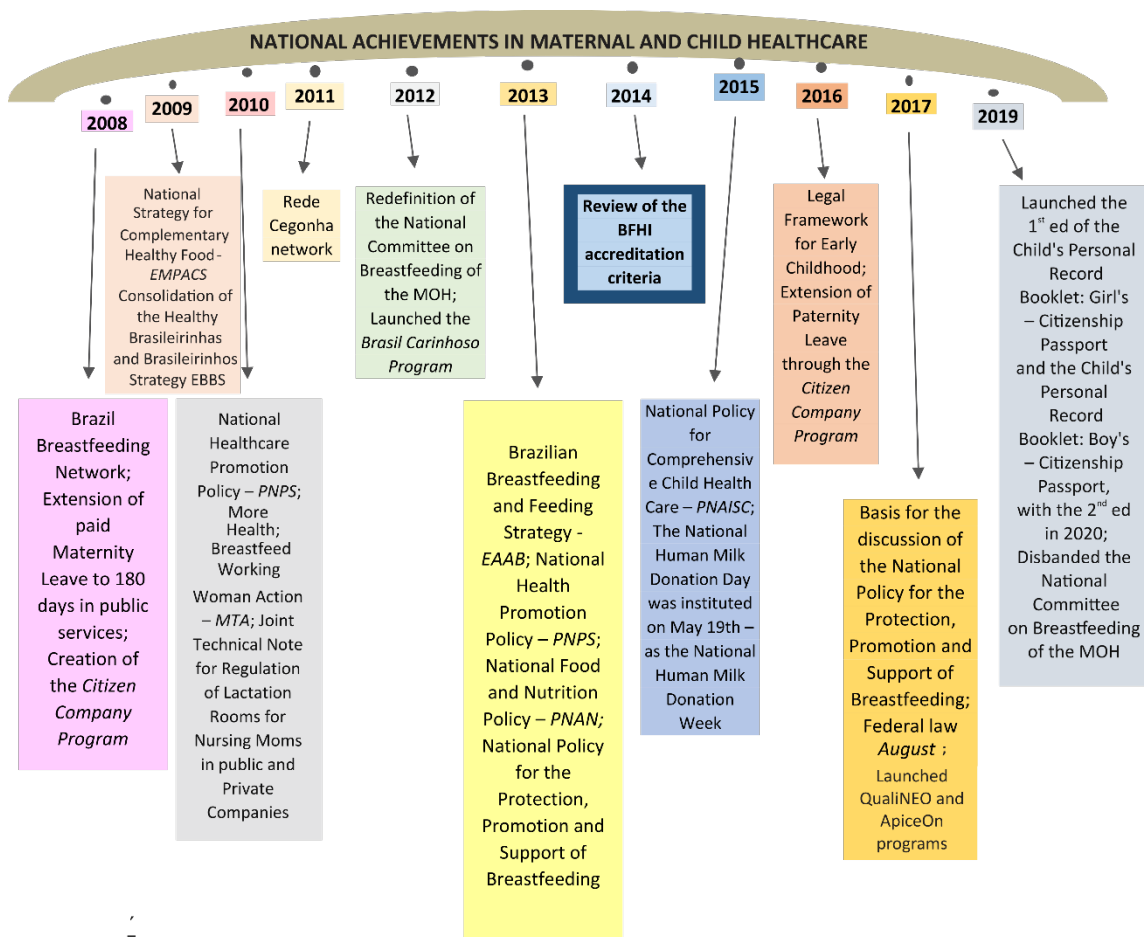 NATIONAL ACHIEVEMENTS IN MATERNAL AND CHILD HEALTHCARE
2008
2009
2010
2011
2012
2013
2014
2015
2016
2017
2019
National
Strategy for
Complementary
Healthy Food-
EMPACS
Consolidation of
the Healthy
Brasileirinhas
and Brasileirinhos
Strategy EBBS
Rede
Cegonha
network
Redefinition of
the National
Committee on
Breastfeeding of
the MOH;
Launched the
Brasil Carinhoso
Program
Review of the
BFHI
accreditation
criteria
Legal
Framework
for Early
Childhood;
Extension of
Paternity
Leave
through the
Citizen
Company
Program
Launched the
1st ed of the
Child's Personal
Record
Booklet: Girl's
– Citizenship
Passport
and the Child's
Personal
Record
Booklet: Boy's
– Citizenship
Passport,
with the 2nd ed
in 2020;
Disbanded the
National
Committee
on Breastfeeding
of the MOH
Brazil
Breastfeeding
Network;
Extension of
paid
Maternity
Leave to 180
days in public
services;
Creation of
the Citizen
Company
Program
National
Healthcare
Promotion
Policy – PNPS;
More
Health;
Breastfeed
Working
Woman Action
– MTA; Joint
Technical Note
for Regulation
of Lactation
Rooms for
Nursing Moms
in public and
Private
Companies
Brazilian
Breastfeeding
and Feeding
Strategy -
EAAB; National
Health
Promotion
Policy – PNPS;
National Food
and Nutrition
Policy – PNAN;
National Policy
for the
Protection,
Promotion and
Support of
Breastfeeding
National Policy
for
Comprehensiv
e Child Health
Care – PNAISC;
The National
Human Milk
Donation Day
was instituted
on May 19th –
as the National
Human Milk
Donation
Week
Basis for the
discussion of
the National
Policy for the
Protection,
Promotion and
Support of
Breastfeeding;
Federal law
August ;
Launched
QualiNEO and
ApiceOn
programs